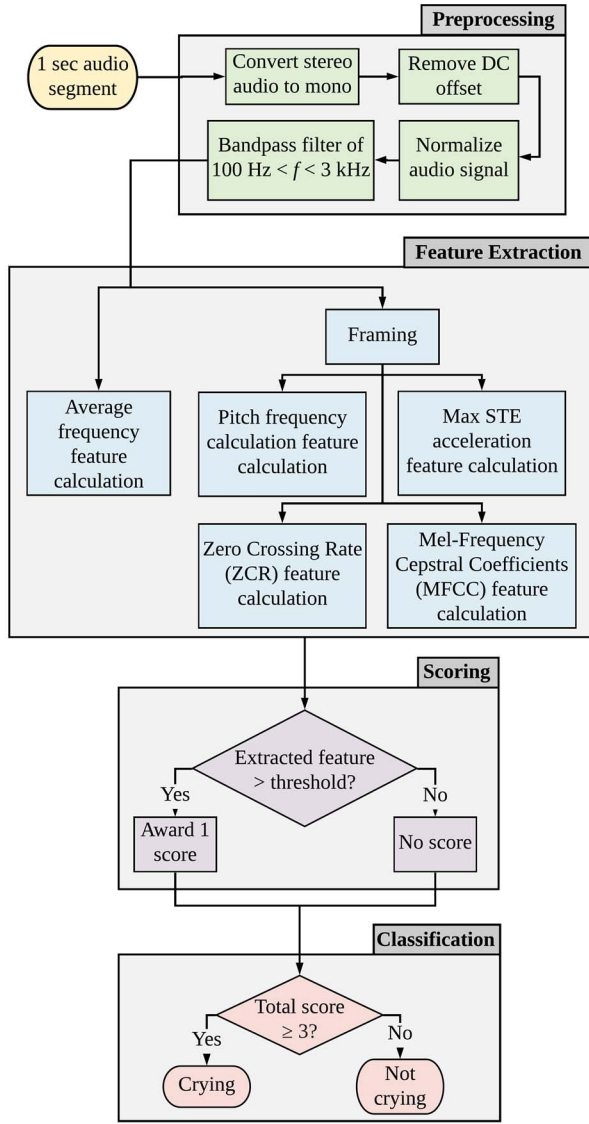 Preprocessing
1 sec audio
segment
Convert stereo
audio to mono
Remove DC
offset
Normalize
audio signal
Bandpass filter of
100 Hz < f < 3 kHz
Feature Extraction
Framing
Average
frequency
feature
calculation
Pitch frequency
calculation feature
calculation
Max STE
acceleration
feature calculation
Zero Crossing Rate
(ZCR) feature
calculation
Mel-Frequency
Cepstral Coefficients
(MFCC) feature
calculation
Scoring
Extracted feature
> threshold?
Yes
No
Award 1
score
No score
Classification
Total score
≥ 3?
Yes
No
Crying
Not
crying